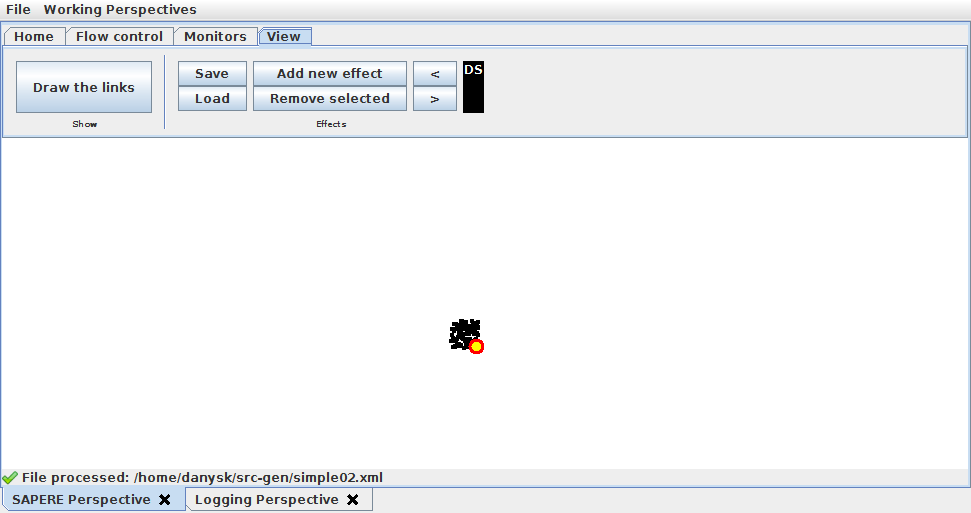 File Working Perspectives
Home Flow control Monitors View
Draw the links
Save Add new effect < DS
Load Remove selected >
Show Effects
File processed: /home/danysk/src-gen/simple02.xml
SAPERE Perspective Logging Perspective